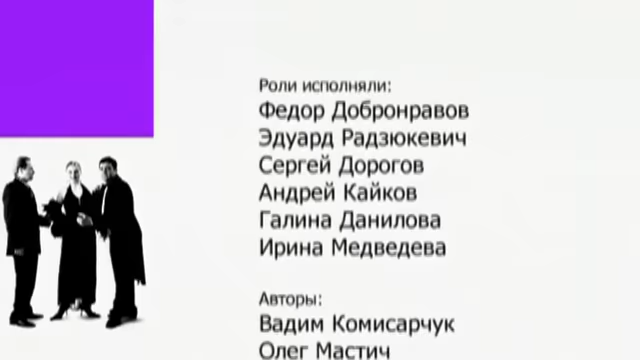 Роли исполняли:
Федор Добронравов
Эдуард Радзюкевич
Сергей Дорогов
Андрей Кайков
Галина Данилова
Ирина Медведева
Авторы:
Вадим Комисарчук
Олег Мастич